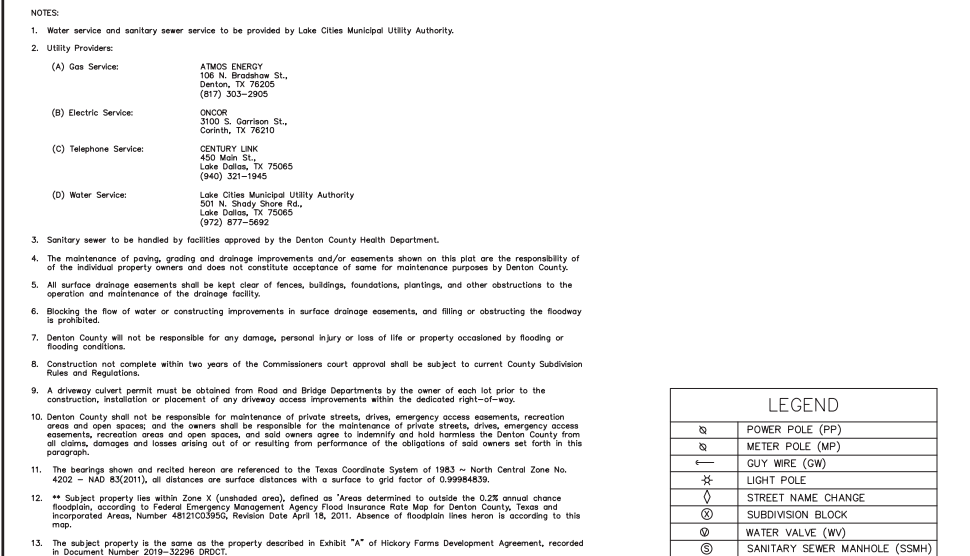 NOTES:
1. Water service and sanitary sewer service to be provided by Lake Cities Municipal Utility Authority.
2. Utility Providers:
(A) Gas Service: ATMOS ENERGY
106 N. Bradshaw St.,
Denton, TX 76205
(817) 303-2905
(B) Electric Service: ONCOR
3100 S. Garrison St.,
Corinth, TX 76210
(C) Telephone Service: CENTURY LINK
450 Main St.,
Lake Dallas, TX 75065
(940) 321-1945
(D) Water Service: Lake Cities Municipal Utility Authority
501 N. Shady Shore Rd.,
Lake Dallas, TX 75065
(972) 877-5692
3. Sanitary sewer to be handled by facilities approved by the Denton County Health Department.
4. The maintenance of paving, grading and drainage improvements and/or easements shown on this plat are the responsibility of
of the individual property owners and does not constitute acceptance of same for maintenance purposes by Denton County.
5. All surface drainage easements shall be kept clear of fences, buildings, foundations, plantings, and other obstructions to the
operation and maintenance of the drainage facility.
6. Blocking the flow of water or constructing improvements in surface drainage easements, and filling or obstructing the floodway
is prohibited.
7. Denton County will not be responsible for any damage, personal injury or loss of life or property occasioned by flooding or
flooding conditions.
8. Construction not complete within two years of the Commissioners court approval shall be subject to current County Subdivision
Rules and Regulations.
9. A driveway culvert permit must be obtained from Road and Bridge Departments by the owner of each lot prior to the
construction, installation or placement of any driveway access improvements within the dedicated right-of-way.
10. Denton County shall not be responsible for maintenance of private streets, drives, emergency access easements, recreation
areas and open spaces; and the owners shall be responsible for the maintenance of private streets, drives, emergency access
easements, recreation areas and open spaces, and said owners agree to indemnify and hold harmless the Denton County from
all claims, damages and losses arising out of or resulting from performance of the obligations of said owners set forth in this
paragraph.
11. The bearings shown and recited hereon are referenced to the Texas Coordinate System of 1983 ~ North Central Zone No.
4202 - NAD 83(2011), all distances are surface distances with a surface to grid factor of 0.99984839.
12. ** Subject property lies within Zone X (unshaded area), defined as 'Areas determined to outside the 0.2% annual chance
floodplain, according to Federal Emergency Management Agency Flood Insurance Rate Map for Denton County, Texas and
incorporated Areas, Number 48121C0395G, Revision Date April 18, 2011. Absence of floodplain lines heron is according to this
map.
13. The subject property is the same as the property described in Exhibit "A" of Hickory Farms Development Agreement, recorded
in Document Number 2019-32296 DRDCT.
LEGEND
POWER POLE (PP)
METER POLE (MP)
GUY WIRE (GW)
LIGHT POLE
STREET NAME CHANGE
X SUBDIVISION BLOCK
W WATER VALVE (WV)
S SANITARY SEWER MANHOLE (SSMH)